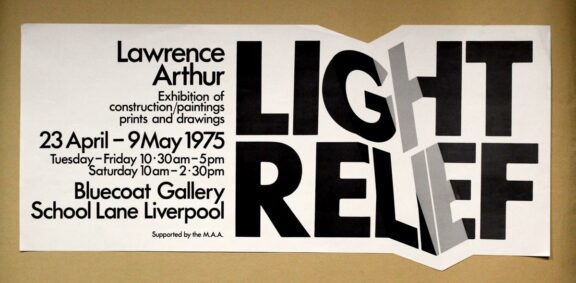 Lawrence
Arthur
Exhibition of
construction/paintings
prints and drawings
23 April – 9 May 1975
Tuesday – Friday 10·30am – 5pm
Saturday 10am – 2·30pm
Bluecoat Gallery
School Lane Liverpool
Supported by the M.A.A.
LIGHT
RELIEF